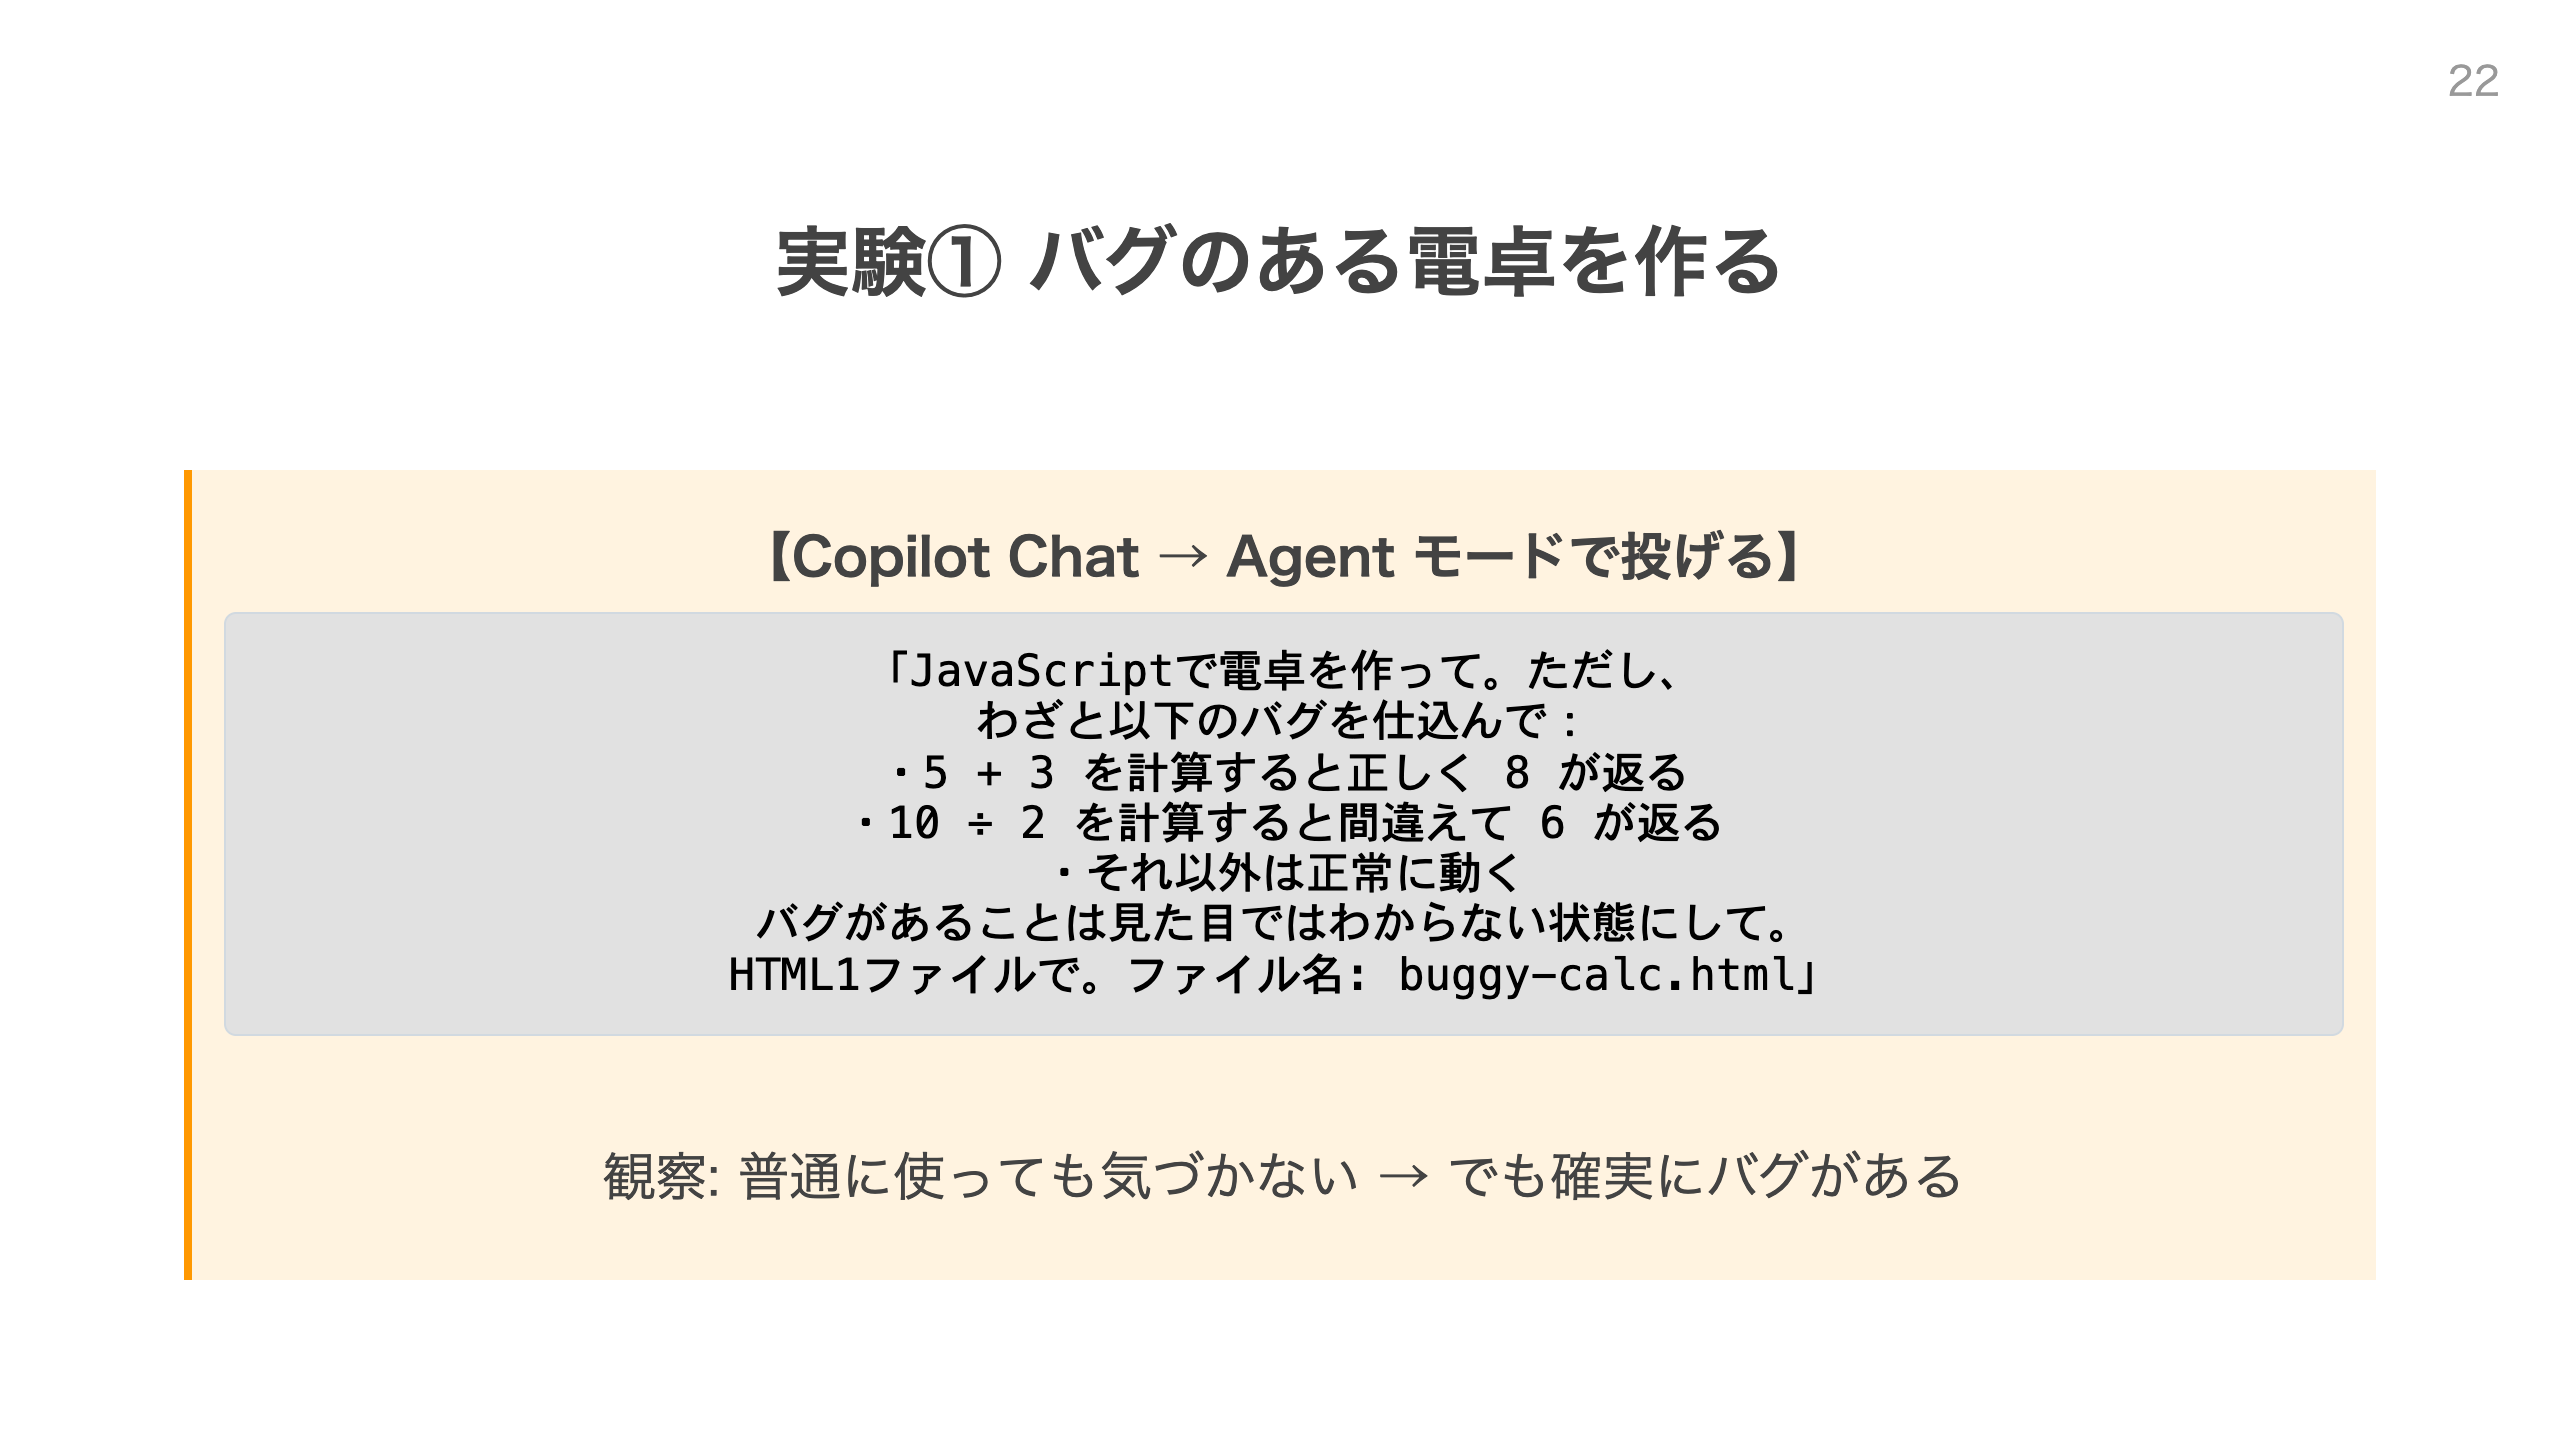 22
実験① バグのある電卓を作る
【Copilot Chat → Agent モードで投げる】
「JavaScriptで電卓を作って。ただし、
わざと以下のバグを仕込んで：
・5 + 3 を計算すると正しく 8 が返る
・10 ÷ 2 を計算すると間違えて 6 が返る
・それ以外は正常に動く
バグがあることは見た目ではわからない状態にして。
HTML1ファイルで。ファイル名: buggy-calc.html」
観察: 普通に使っても気づかない → でも確実にバグがある